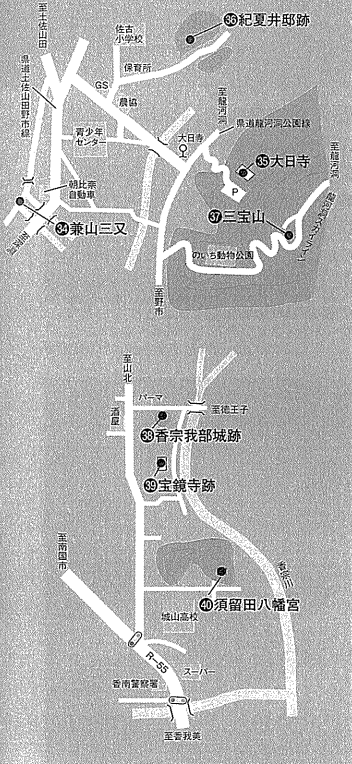 ㊱紀夏井邸跡
至土佐山田
佐古
小学校
保育所
県道土佐山田野市線
GS
農協
至龍河洞
県道龍河洞公園線
青少年
センター
大日寺
㉟大日寺
P
至龍河洞
朝比奈
自動車
㉞兼山三又
㊲三宝山
のいち動物公園
至野市
至山北
パーマ
酒屋
至徳王子
㊳香宗我部城跡
㊴宝鏡寺跡
至南国市
㊵須留田八幡宮
城山高校
R-55
スーパー
香南警察署
至香我美